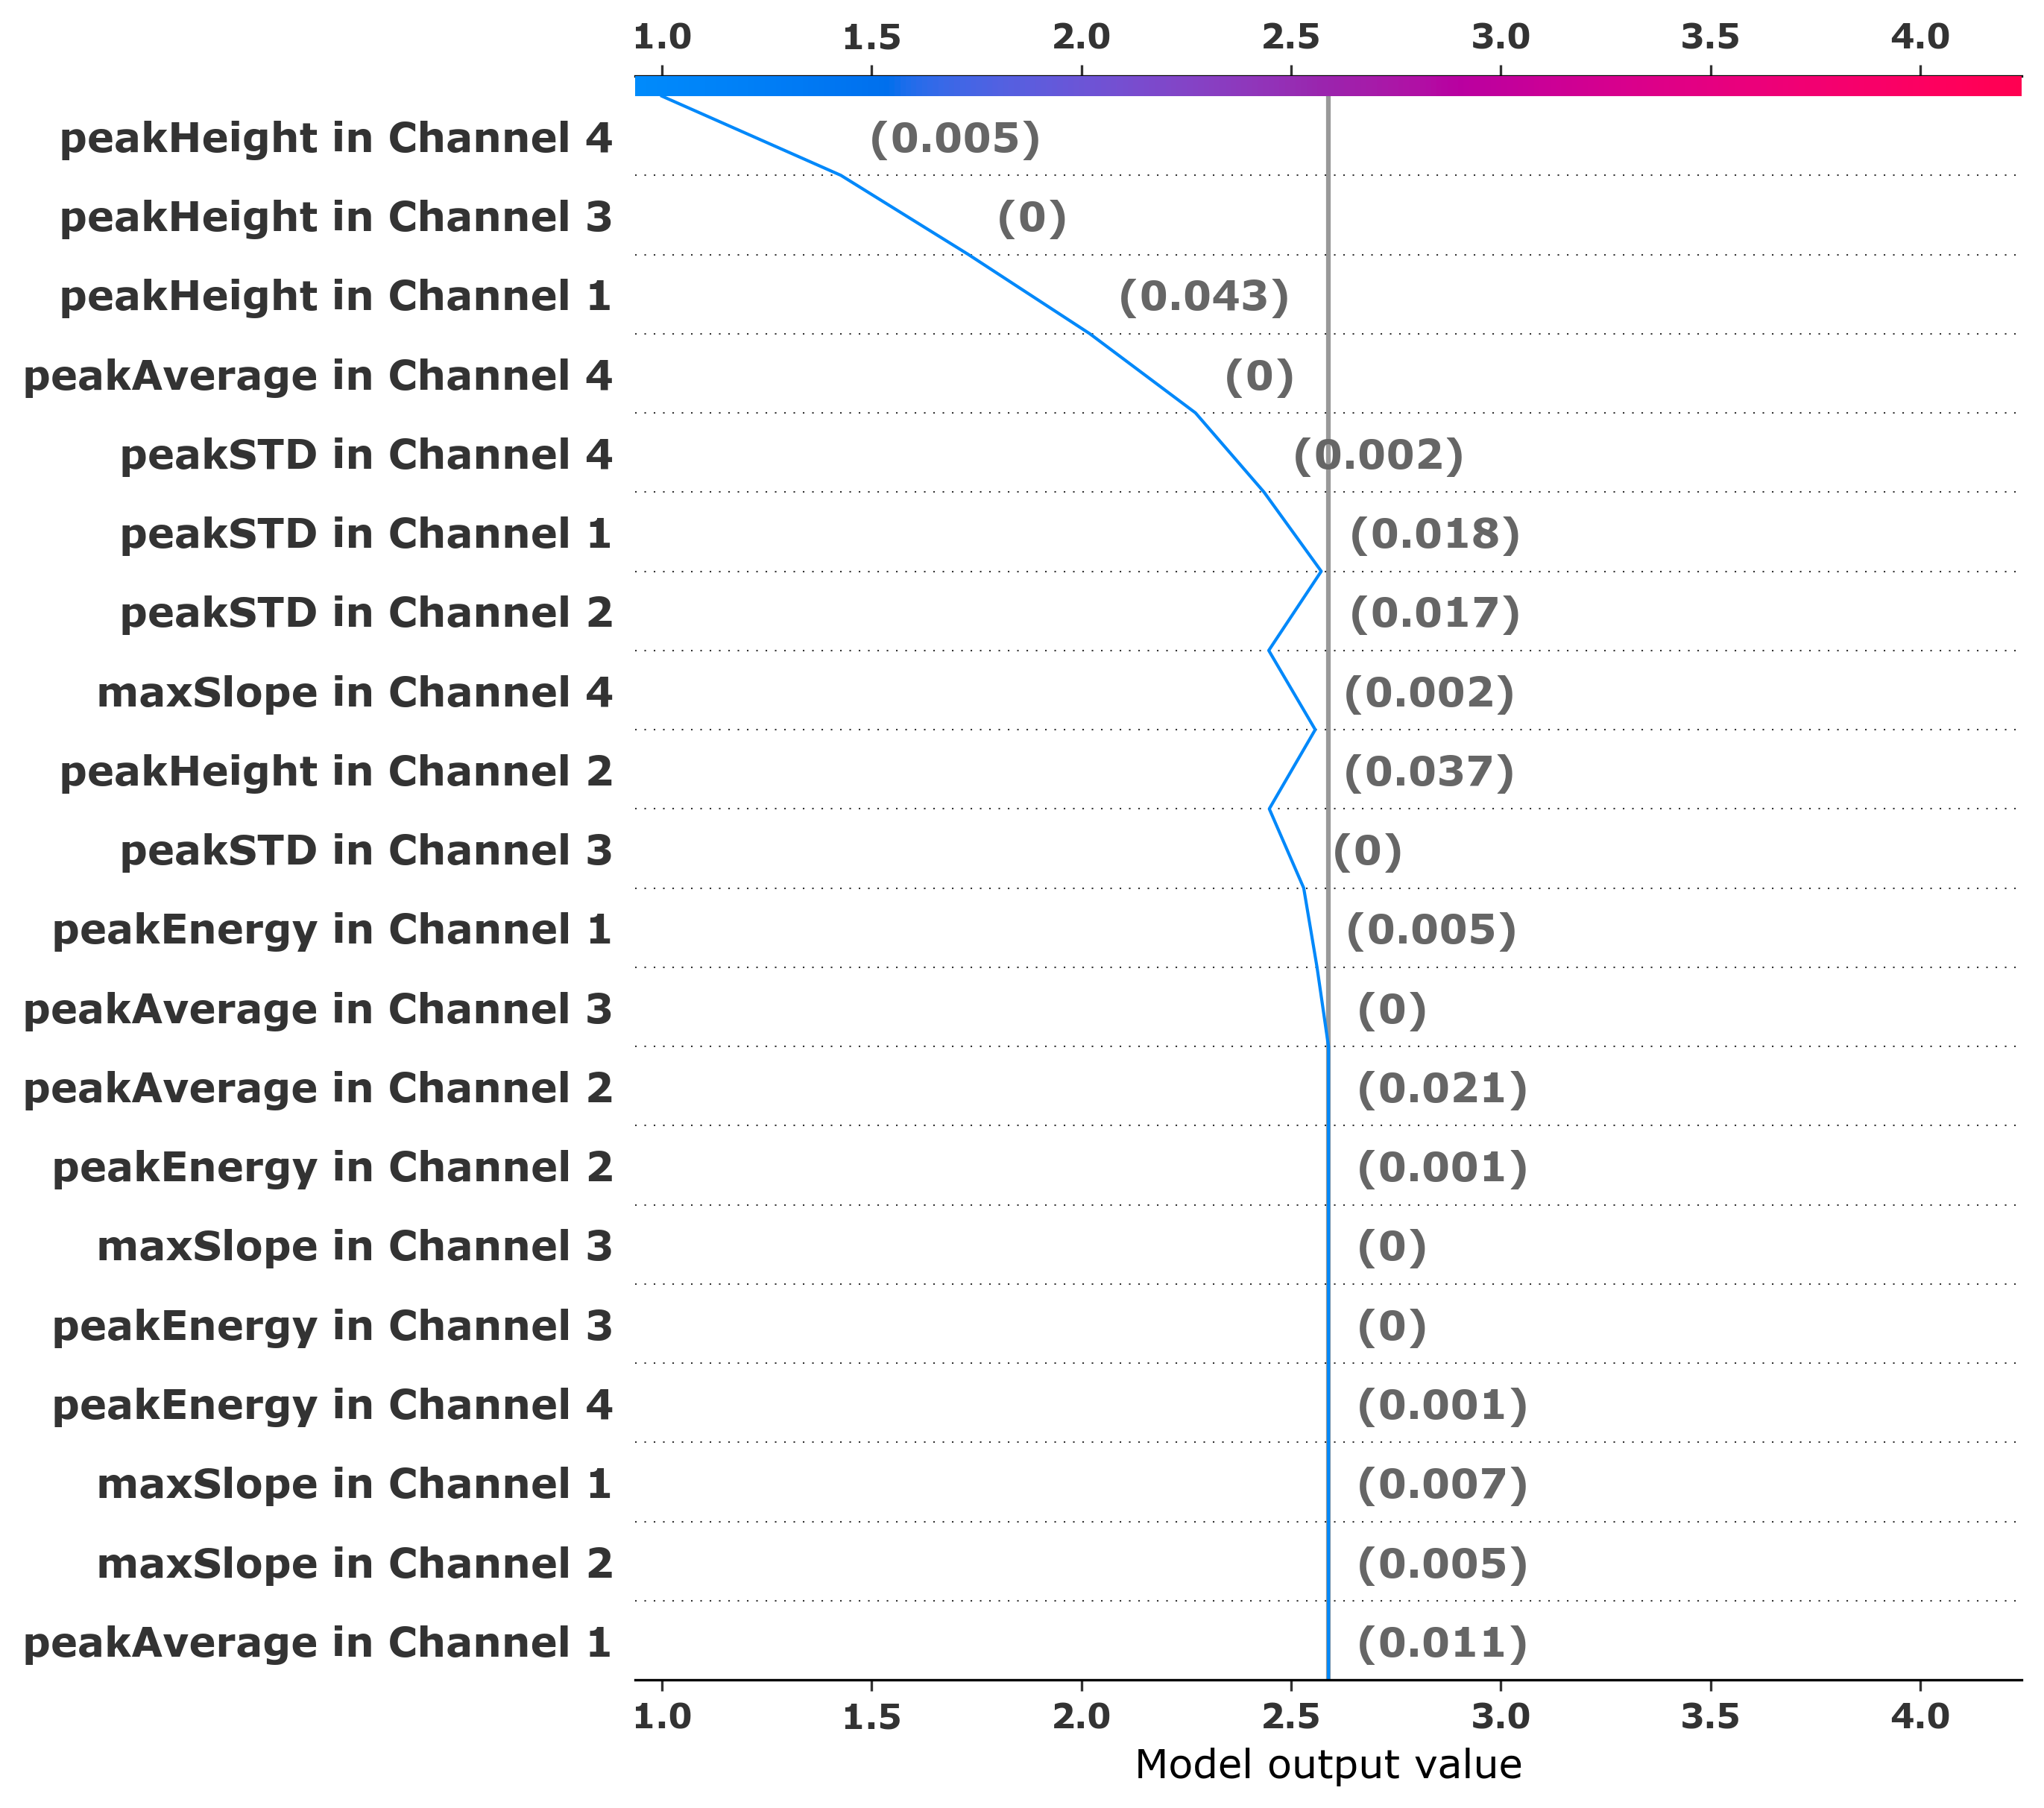 1.0 1.5 2.0 2.5 3.0 3.5 4.0
peakHeight in Channel 4 (0.005)
peakHeight in Channel 3 (0)
peakHeight in Channel 1 (0.043)
peakAverage in Channel 4 (0)
peakSTD in Channel 4 (0.002)
peakSTD in Channel 1 (0.018)
peakSTD in Channel 2 (0.017)
maxSlope in Channel 4 (0.002)
peakHeight in Channel 2 (0.037)
peakSTD in Channel 3 (0)
peakEnergy in Channel 1 (0.005)
peakAverage in Channel 3 (0)
peakAverage in Channel 2 (0.021)
peakEnergy in Channel 2 (0.001)
maxSlope in Channel 3 (0)
peakEnergy in Channel 3 (0)
peakEnergy in Channel 4 (0.001)
maxSlope in Channel 1 (0.007)
maxSlope in Channel 2 (0.005)
peakAverage in Channel 1 (0.011)
1.0 1.5 2.0 2.5 3.0 3.5 4.0
Model output value